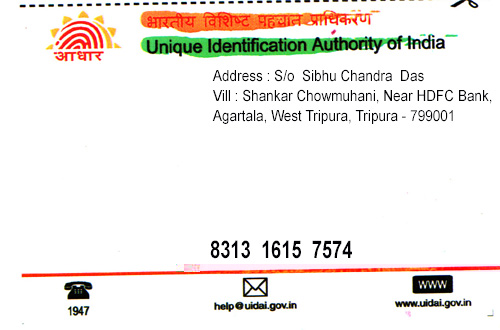 भारतीय विशिष्ट पहचान प्राधिकरण
Unique Identification Authority of India
आधार
Address : S/o Sibhu Chandra Das
Vill : Shankar Chowmuhani, Near HDFC Bank,
Agartala, West Tripura, Tripura - 799001
8313 1615 7574
1947
help@uidai.gov.in
WWW
www.uidai.gov.in